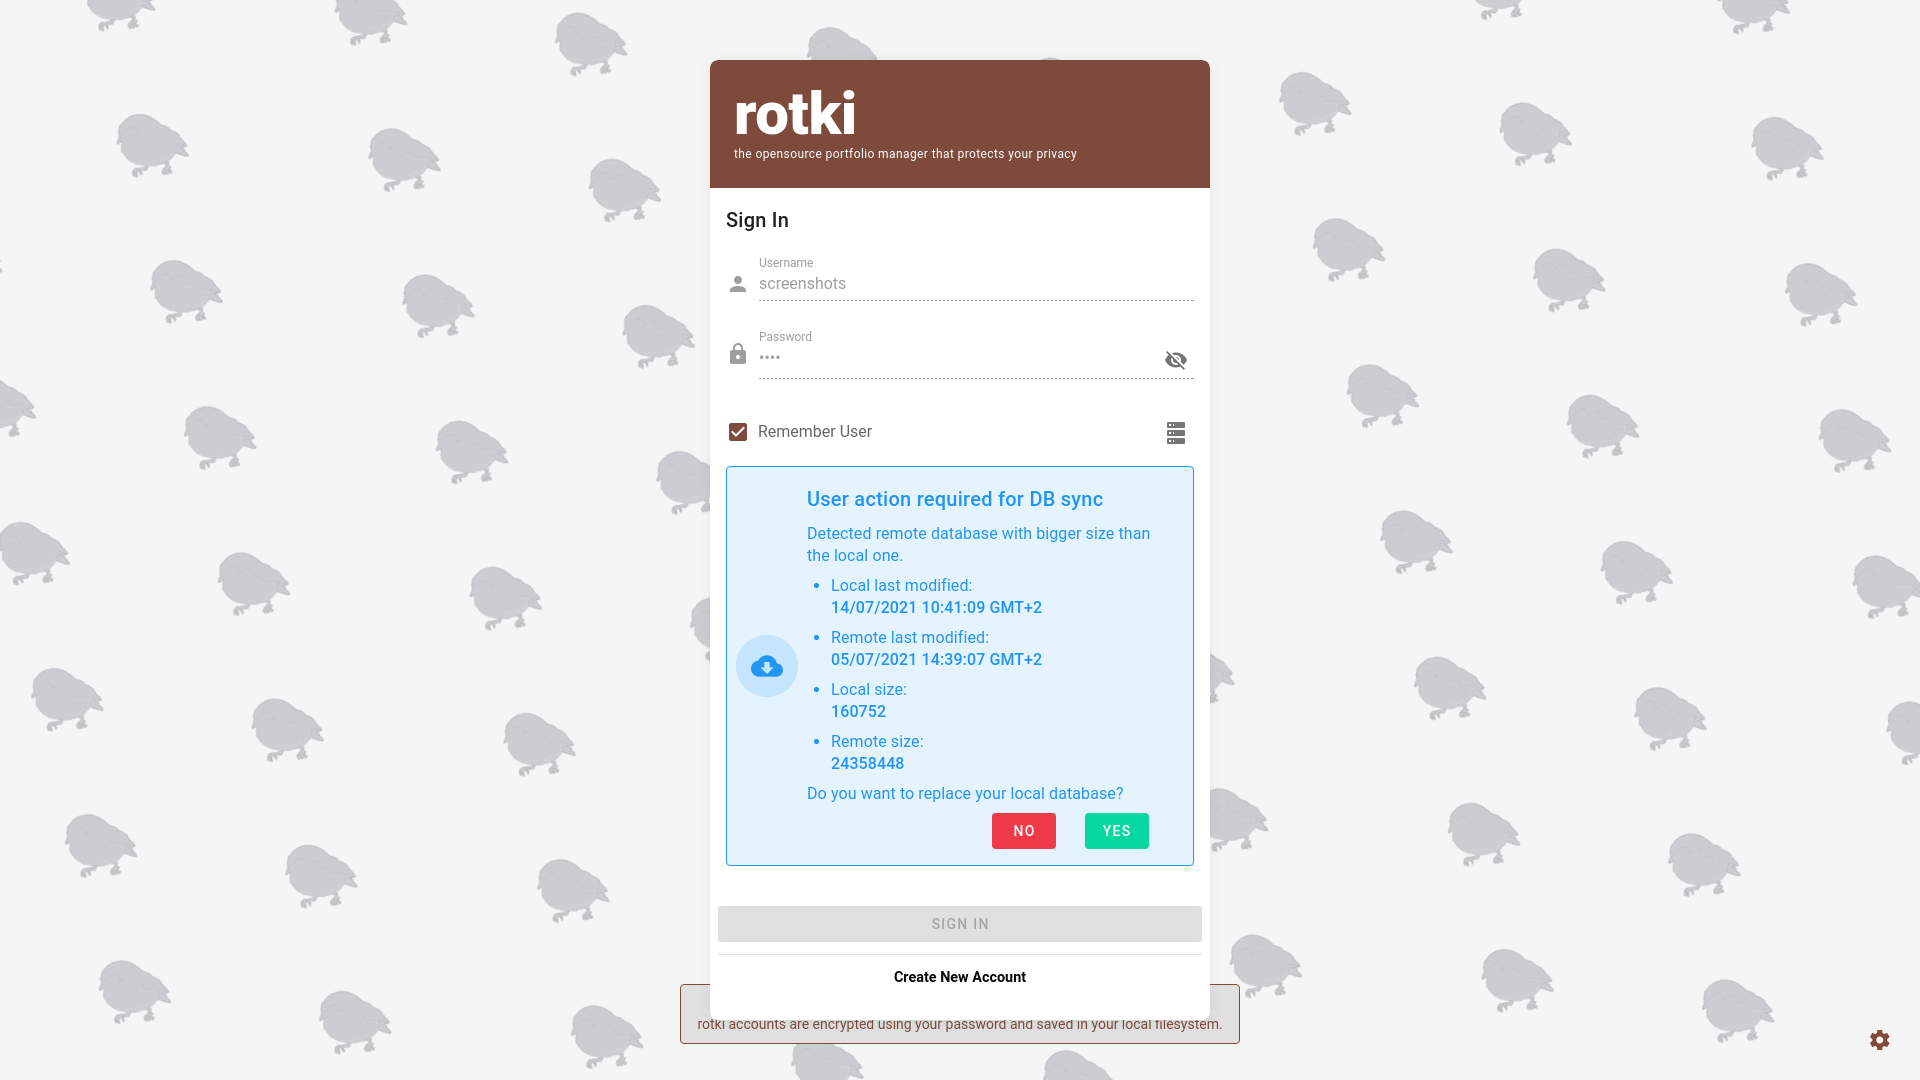 rotki
the opensource portfolio manager that protects your privacy
Sign In
Username
screenshots
Password
••••
Remember User
User action required for DB sync
Detected remote database with bigger size than
the local one.
• Local last modified:
14/07/2021 10:41:09 GMT+2
• Remote last modified:
05/07/2021 14:39:07 GMT+2
• Local size:
160752
• Remote size:
24358448
Do you want to replace your local database?
NO YES
SIGN IN
Create New Account
rotki accounts are encrypted using your password and saved in your local filesystem.